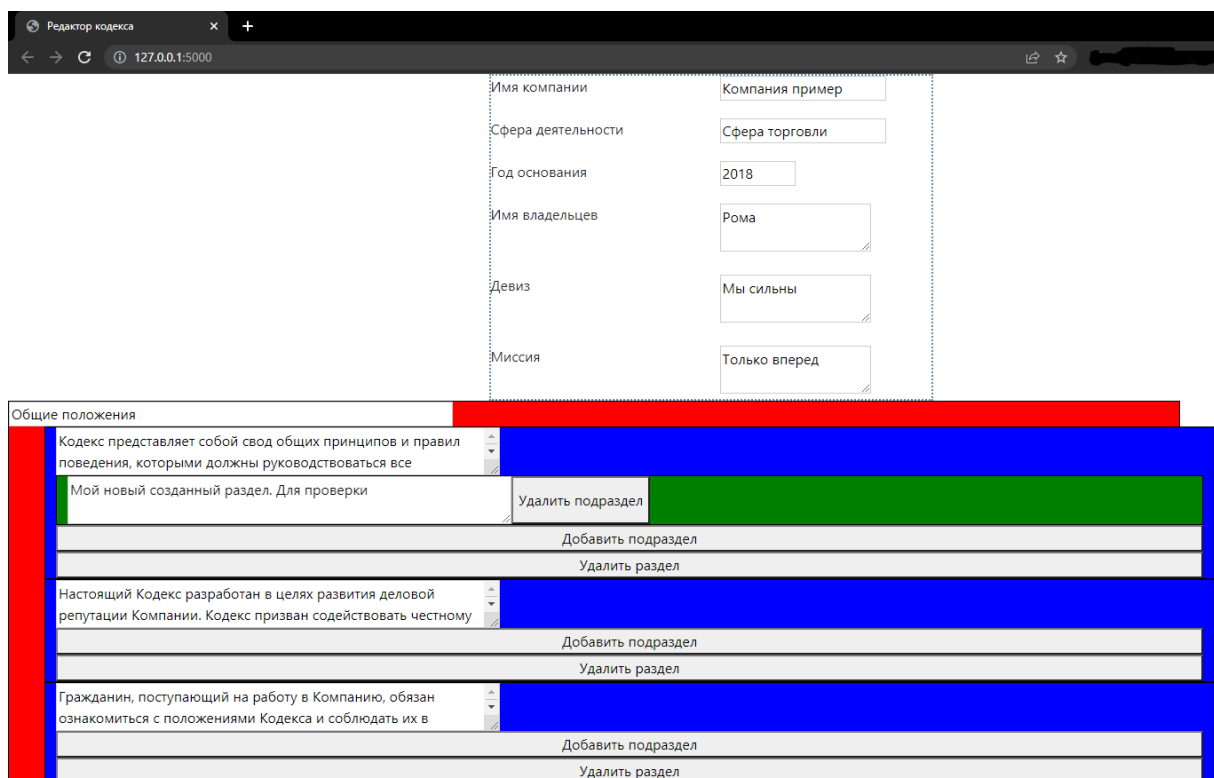 Редактор кодекса
127.0.0.1:5000
Имя компании Компания пример
Сфера деятельности Сфера торговли
Год основания 2018
Имя владельцев Рома
Девиз Мы сильны
Миссия Только вперед
Общие положения
Кодекс представляет собой свод общих принципов и правил
поведения, которыми должны руководствоваться все
Мой новый созданный раздел. Для проверки
Удалить подраздел
Добавить подраздел
Удалить раздел
Настоящий Кодекс разработан в целях развития деловой
репутации Компании. Кодекс призван содействовать честному
Добавить подраздел
Удалить раздел
Гражданин, поступающий на работу в Компанию, обязан
ознакомиться с положениями Кодекса и соблюдать их в
Добавить подраздел
Удалить раздел